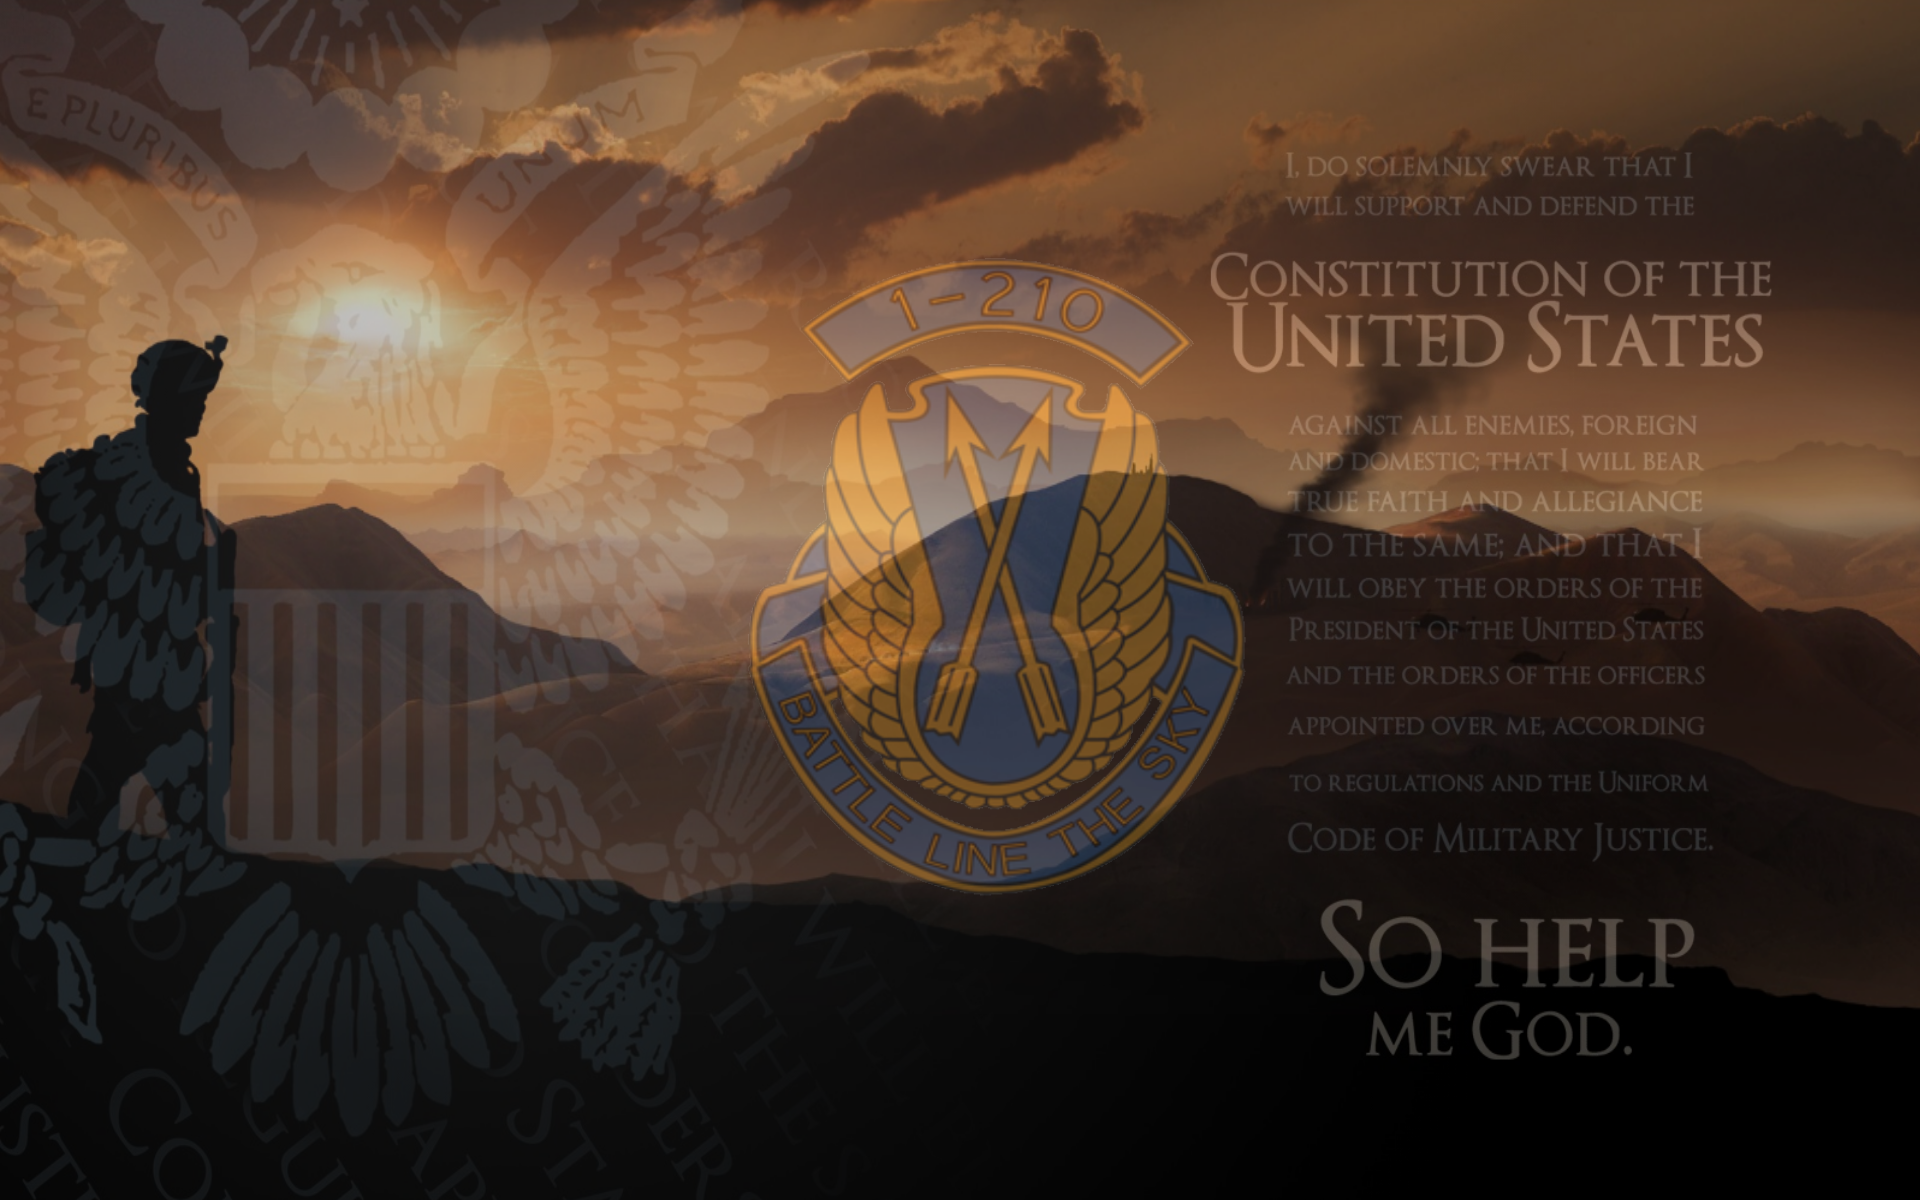 E PLURIBUS UNUM
1-210
BATTLE LINE THE SKY
I, DO SOLEMNLY SWEAR THAT I
WILL SUPPORT AND DEFEND THE
CONSTITUTION OF THE
UNITED STATES
AGAINST ALL ENEMIES, FOREIGN
AND DOMESTIC; THAT I WILL BEAR
TRUE FAITH AND ALLEGIANCE
TO THE SAME; AND THAT I
WILL OBEY THE ORDERS OF THE
PRESIDENT OF THE UNITED STATES
AND THE ORDERS OF THE OFFICERS
APPOINTED OVER ME, ACCORDING
TO REGULATIONS AND THE UNIFORM
CODE OF MILITARY JUSTICE.
SO HELP
ME GOD.